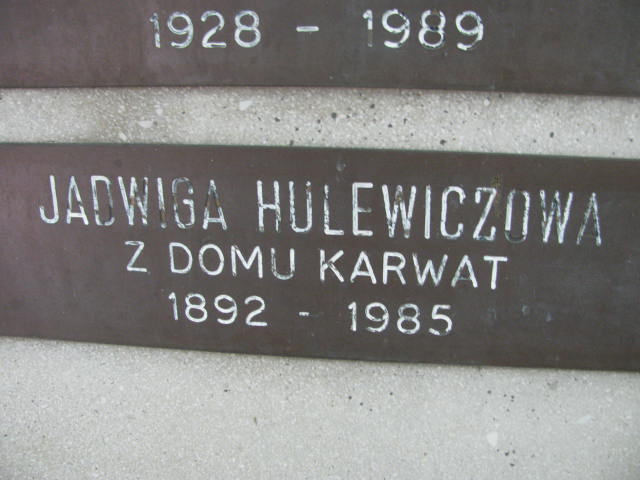 1928 - 1989
JADWIGA HULEWICZOWA
Z DOMU KARWAT
1892 - 1985